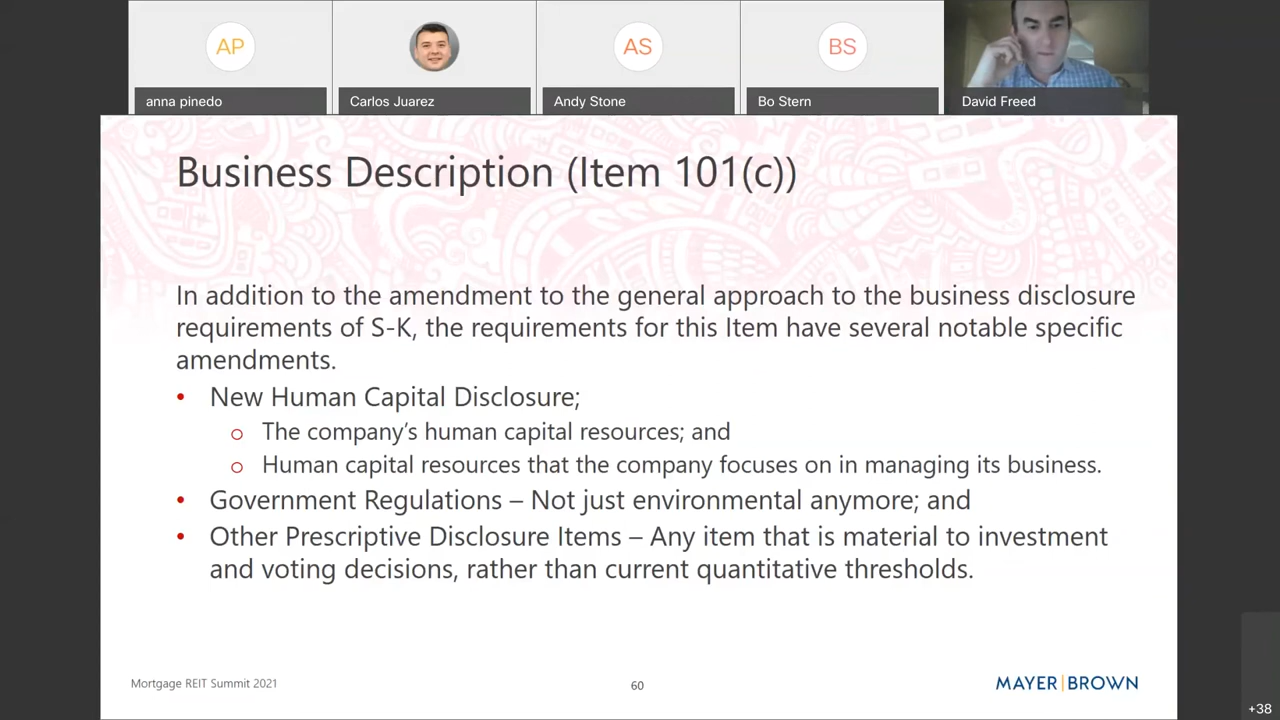 AP
AS
BS
anna pinedo
Carlos Juarez
Andy Stone
Bo Stern
David Freed
Business Description (Item 101(c))
In addition to the amendment to the general approach to the business disclosure
requirements of S-K, the requirements for this Item have several notable specific
amendments.
• New Human Capital Disclosure;
o The company's human capital resources; and
o Human capital resources that the company focuses on in managing its business.
• Government Regulations – Not just environmental anymore; and
• Other Prescriptive Disclosure Items – Any item that is material to investment
and voting decisions, rather than current quantitative thresholds.
Mortgage REIT Summit 2021
60
MAYER|BROWN
+38